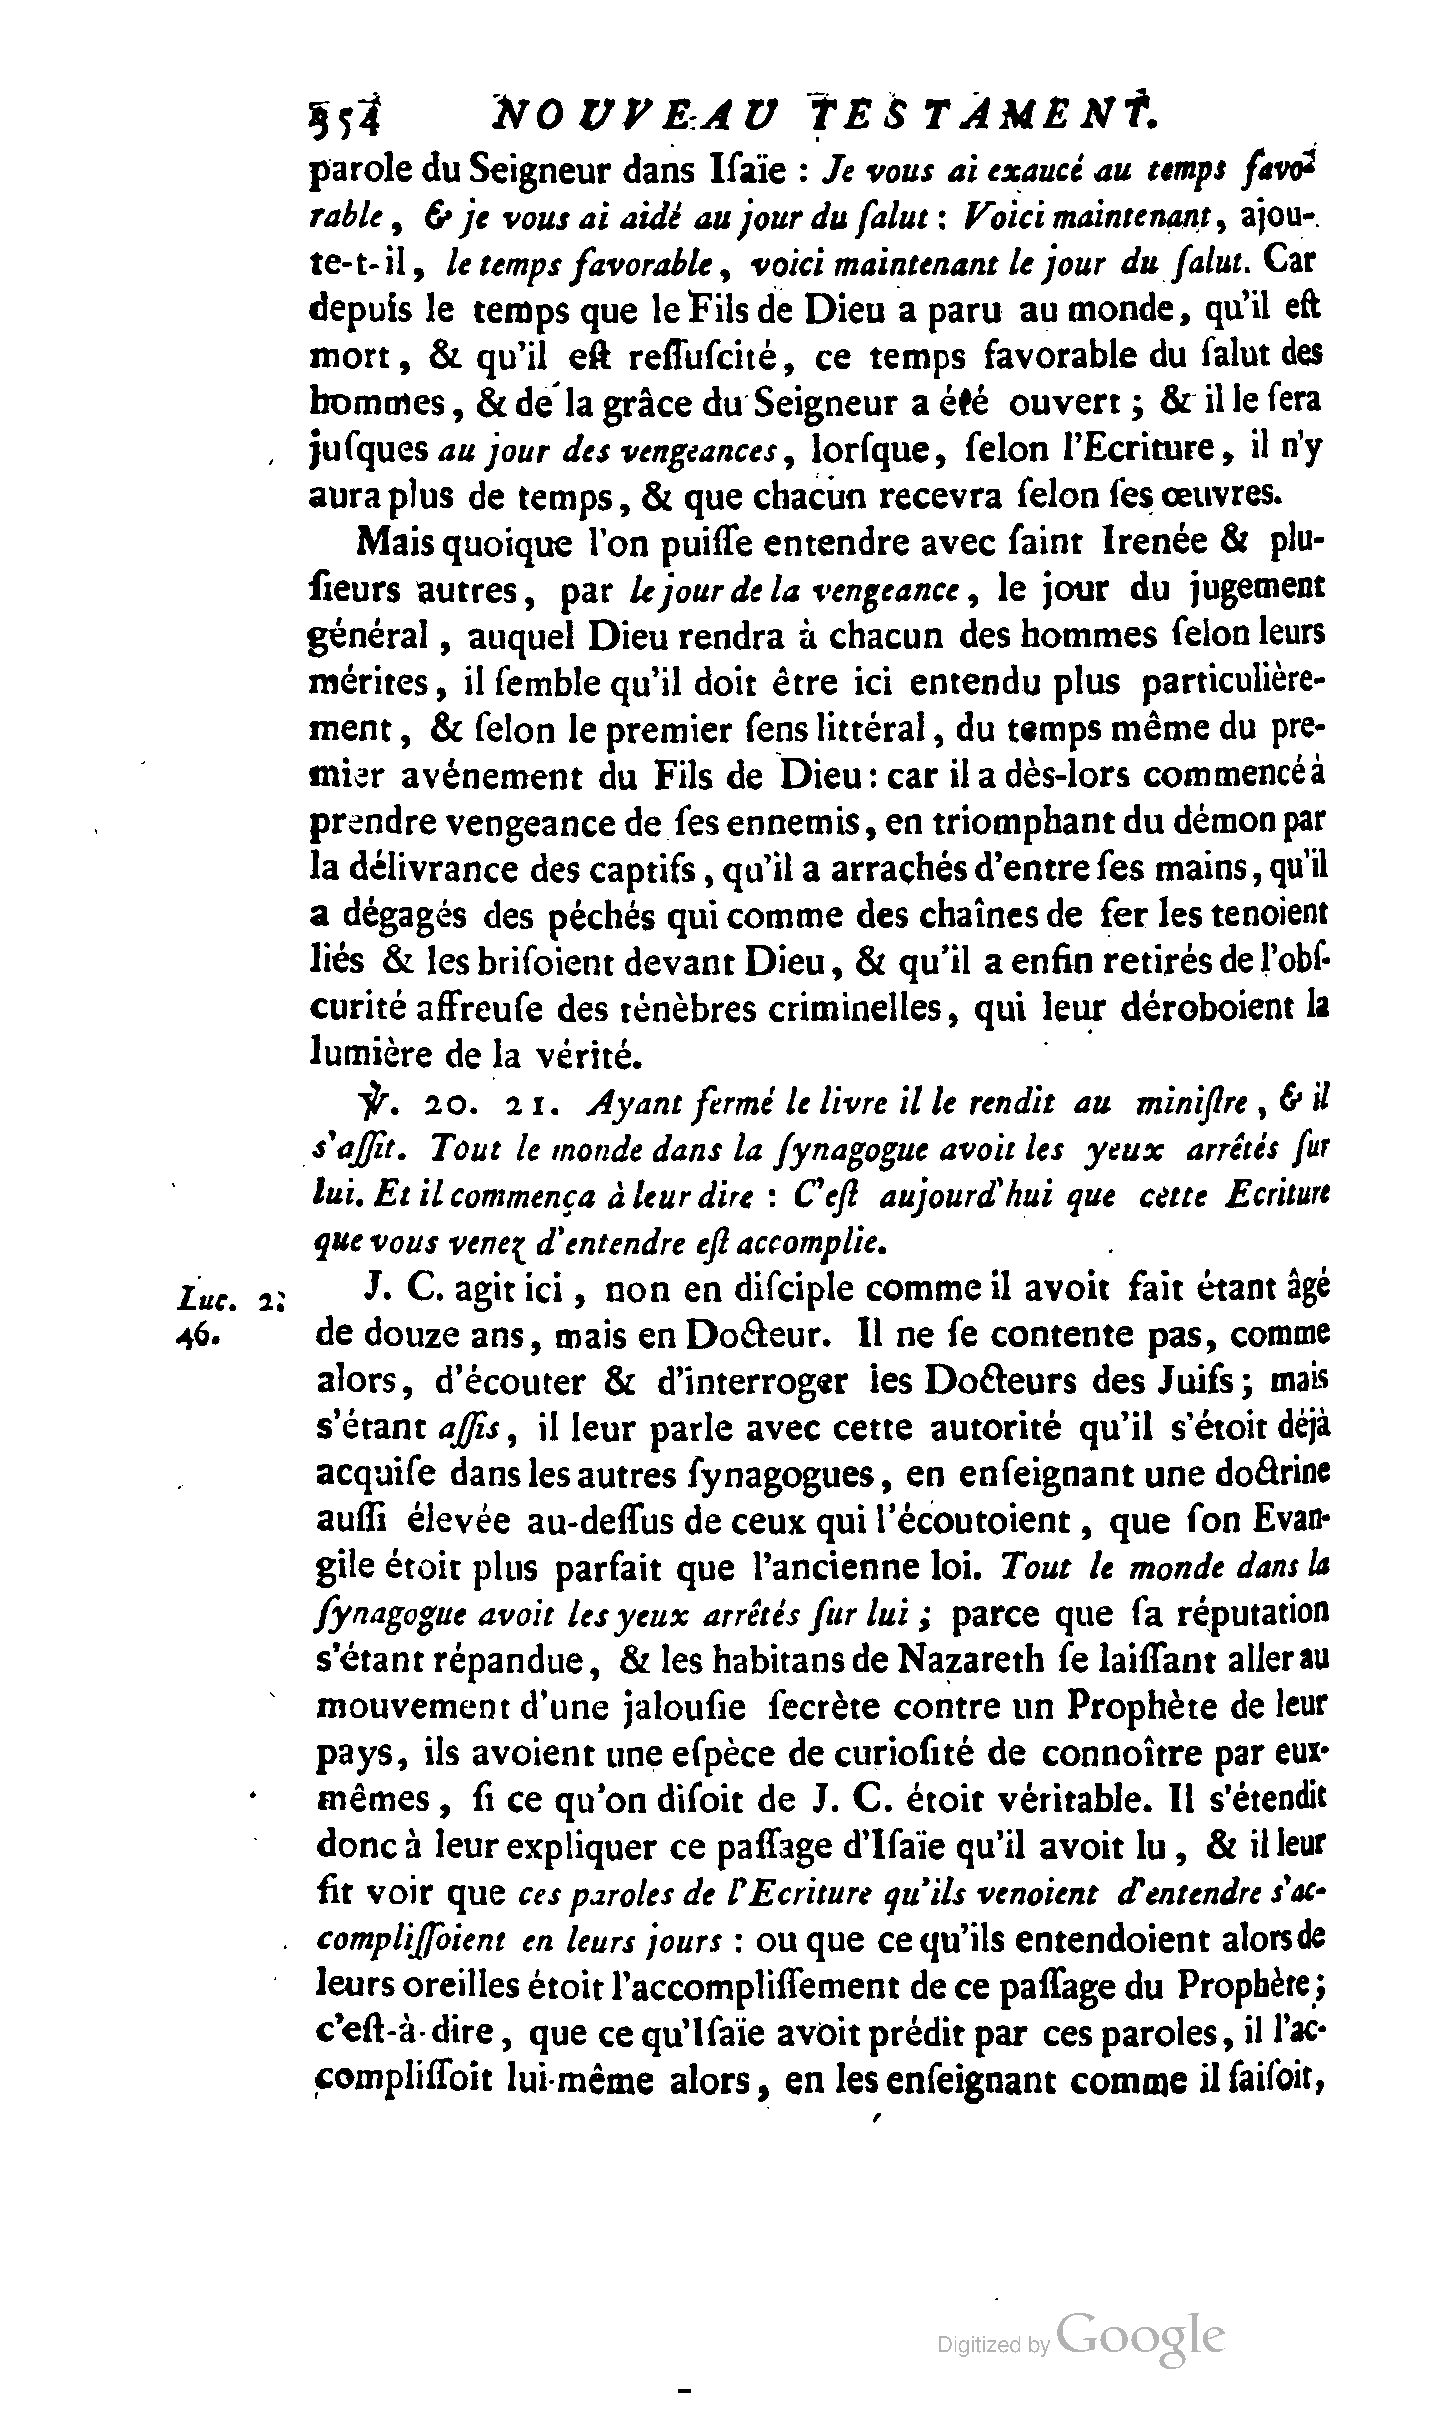 354 NOUVEAU TESTAMENT.
parole du Seigneur dans Iſaïe : Je vous ai exaucé au temps favo-
rable, & je vous ai aidé au jour du ſalut : Voici maintenant, ajou-
te-t-il, le temps favorable, voici maintenant le jour du ſalut. Car
depuis le temps que le Fils de Dieu a paru au monde, qu'il eſt
mort, & qu'il eſt reſſuſcité, ce temps favorable du ſalut des
hommes, & de la grâce du Seigneur a été ouvert ; & il le ſera
juſques au jour des vengeances, lorſque, ſelon l'Ecriture, il n'y
aura plus de temps, & que chacun recevra ſelon ſes œuvres.
Mais quoique l'on puiſſe entendre avec ſaint Irenée & plu-
ſieurs autres, par le jour de la vengeance, le jour du jugement
général, auquel Dieu rendra à chacun des hommes ſelon leurs
mérites, il ſemble qu'il doit être ici entendu plus particulière-
ment, & ſelon le premier ſens littéral, du temps même du pre-
mier avénement du Fils de Dieu : car il a dès-lors commencé à
prendre vengeance de ſes ennemis, en triomphant du démon par
la délivrance des captifs, qu'il a arrachés d'entre ſes mains, qu'il
a dégagés des péchés qui comme des chaînes de fer les tenoient
liés & les briſoient devant Dieu, & qu'il a enfin retirés de l'obſ-
curité affreuſe des ténèbres criminelles, qui leur déroboient la
lumière de la vérité.
℣. 20. 21. Ayant fermé le livre il le rendit au miniſtre, & il
s'aſſit. Tout le monde dans la ſynagogue avoit les yeux arrêtés ſur
lui. Et il commença à leur dire : C'eſt aujourd'hui que cette Ecriture
que vous venez d'entendre eſt accomplie.
J. C. agit ici, non en diſciple comme il avoit fait étant âgé
Luc. 2:
46.
de douze ans, mais en Docteur. Il ne ſe contente pas, comme
alors, d'écouter & d'interroger les Docteurs des Juifs ; mais
s'étant aſſis, il leur parle avec cette autorité qu'il s'étoit déjà
acquiſe dans les autres ſynagogues, en enſeignant une doctrine
auſſi élevée au-deſſus de ceux qui l'écoutoient, que ſon Evan-
gile étoit plus parfait que l'ancienne loi. Tout le monde dans la
ſynagogue avoit les yeux arrêtés ſur lui ; parce que ſa réputation
s'étant répandue, & les habitans de Nazareth ſe laiſſant aller au
mouvement d'une jalouſie ſecrète contre un Prophète de leur
pays, ils avoient une eſpèce de curioſité de connoître par eux-
mêmes, ſi ce qu'on diſoit de J. C. étoit véritable. Il s'étendit
donc à leur expliquer ce paſſage d'Iſaïe qu'il avoit lu, & il leur
fit voir que ces paroles de l'Ecriture qu'ils venoient d'entendre s'ac-
compliſſoient en leurs jours : ou que ce qu'ils entendoient alors de
leurs oreilles étoit l'accompliſſement de ce paſſage du Prophète ;
c'eſt-à-dire, que ce qu'Iſaïe avoit prédit par ces paroles, il l'ac-
compliſſoit lui-même alors, en les enſeignant comme il faiſoit,
Digitized by Google